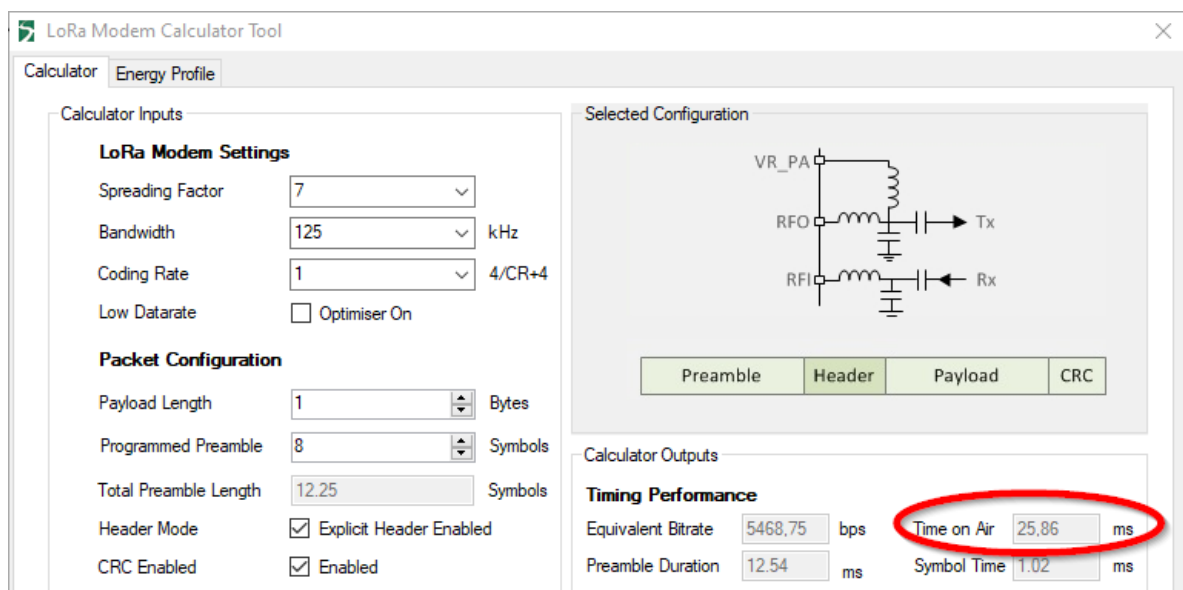 LoRa Modem Calculator Tool
Calculator Energy Profile
Calculator Inputs
LoRa Modem Settings
Spreading Factor 7
Bandwidth 125 kHz
Coding Rate 1 4/CR+4
Low Datarate Optimiser On
Packet Configuration
Payload Length 1 Bytes
Programmed Preamble 8 Symbols
Total Preamble Length 12.25 Symbols
Header Mode Explicit Header Enabled
CRC Enabled Enabled
Selected Configuration
VR_PA
RFO Tx
RFI Rx
Preamble Header Payload CRC
Calculator Outputs
Timing Performance
Equivalent Bitrate 5468,75 bps Time on Air 25,86 ms
Preamble Duration 12.54 ms Symbol Time 1.02 ms